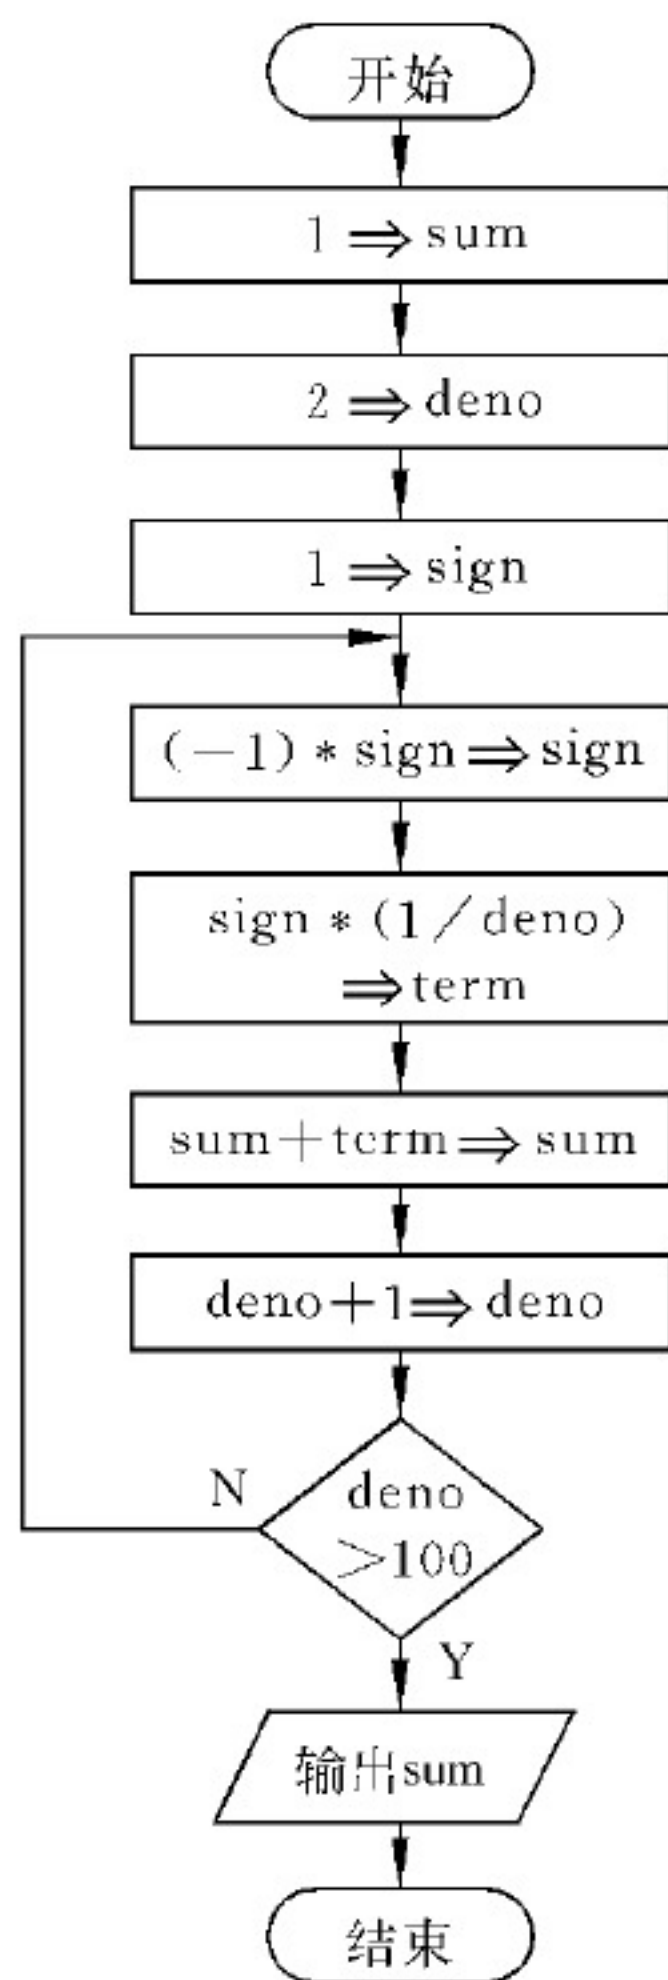 开始
1⇒sum
2⇒deno
1⇒sign
(-1)*sign⇒sign
sign*(1/deno)
⇒term
sum+term⇒sum
deno+1⇒deno
N
deno
>100
Y
输出sum
结束